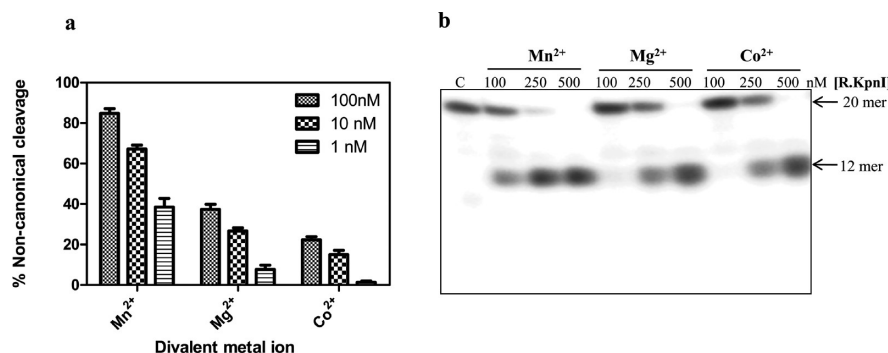 a
% Non-canonical cleavage
100
80
60
40
20
0
100nM
10 nM
1 nM
Mn²⁺
Mg²⁺
Co²⁺
Divalent metal ion
b
Mn²⁺ Mg²⁺ Co²⁺
C 100 250 500 100 250 500 100 250 500 nM [R.KpnI]
20 mer
12 mer